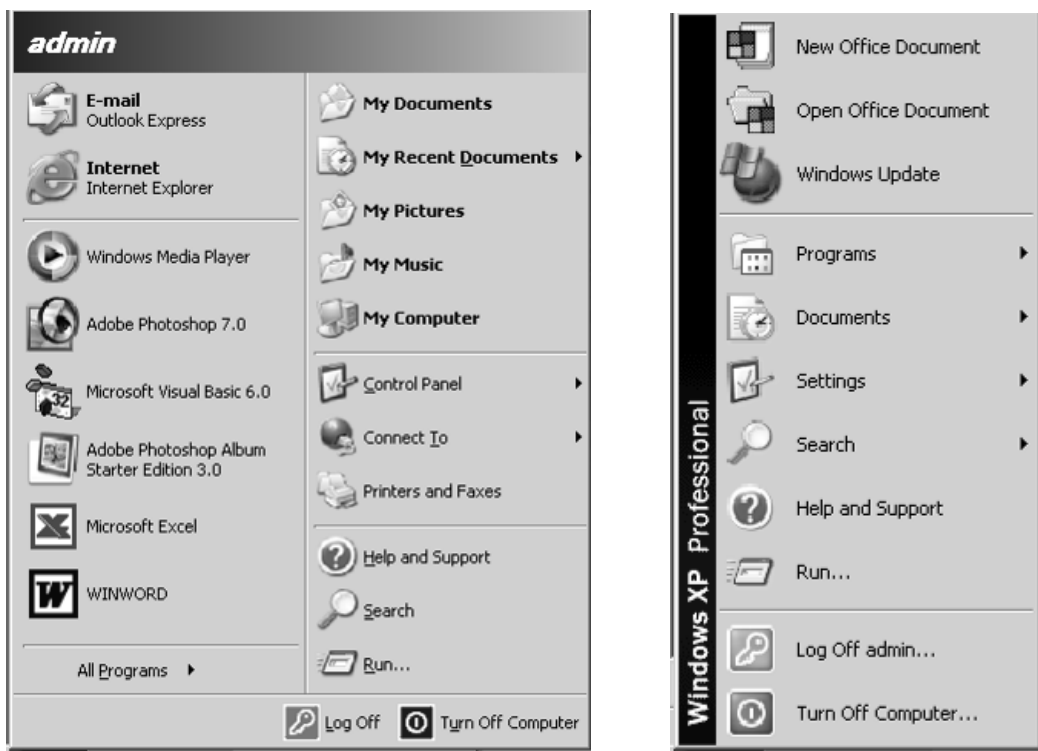 admin
E-mail
Outlook Express
Internet
Internet Explorer
Windows Media Player
Adobe Photoshop 7.0
Microsoft Visual Basic 6.0
Adobe Photoshop Album
Starter Edition 3.0
Microsoft Excel
WINWORD
All Programs
My Documents
My Recent Documents
My Pictures
My Music
My Computer
Control Panel
Connect To
Printers and Faxes
Help and Support
Search
Run...
Log Off
Turn Off Computer
Windows XP Professional
New Office Document
Open Office Document
Windows Update
Programs
Documents
Settings
Search
Help and Support
Run...
Log Off admin...
Turn Off Computer...